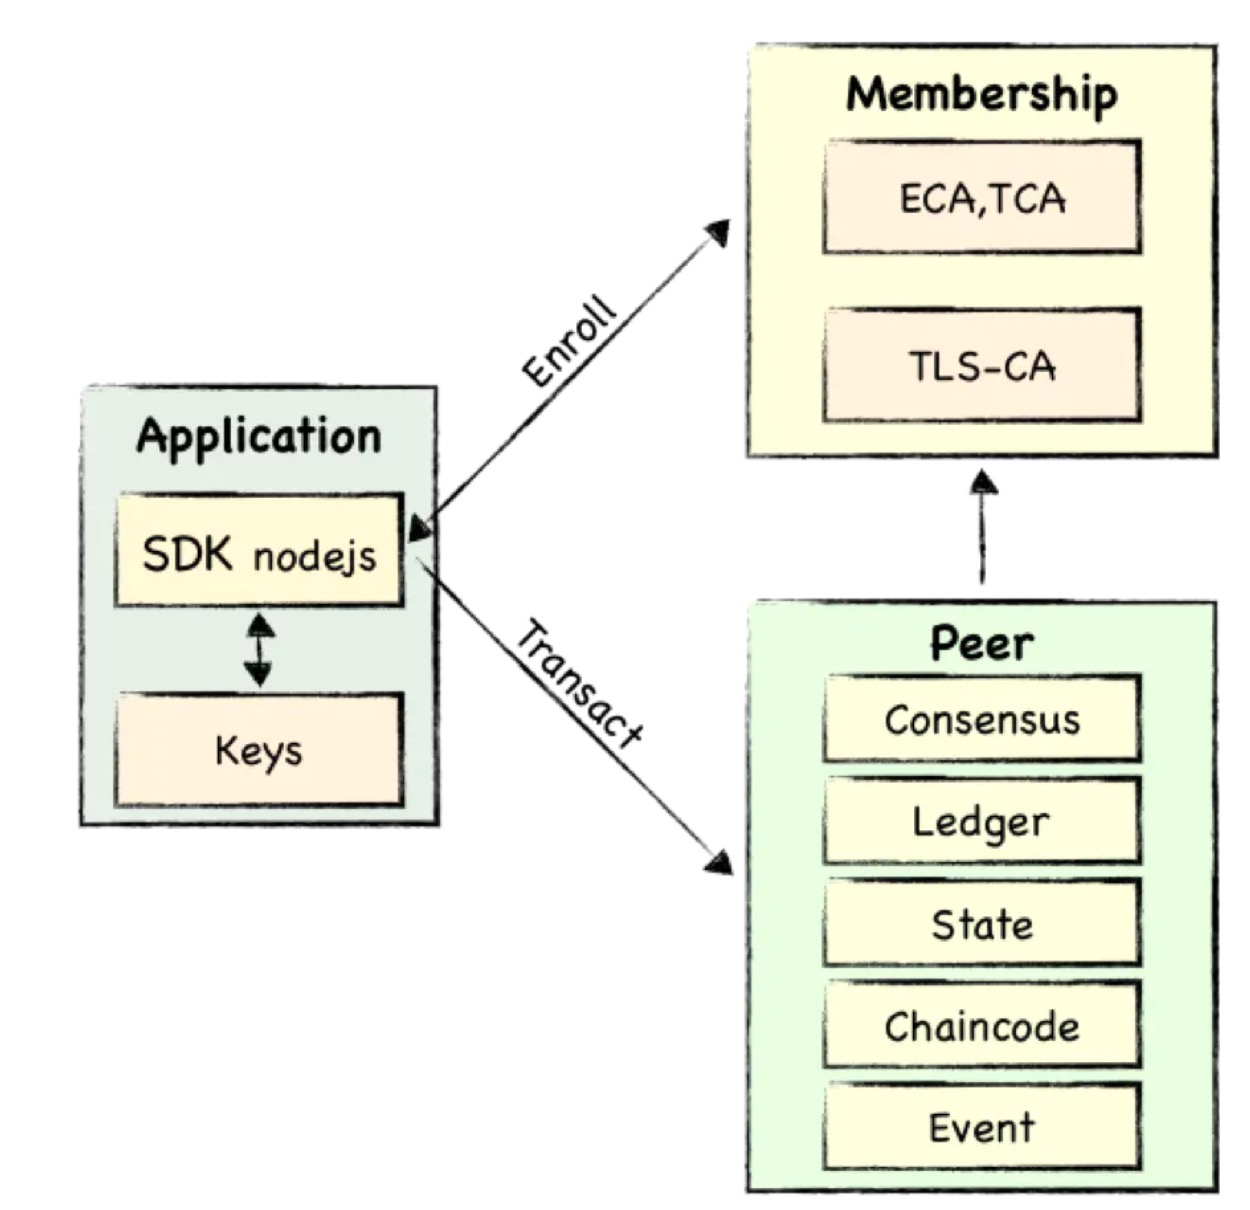 Membership
ECA,TCA
TLS-CA
Enroll
Application
SDK nodejs
Keys
Transact
Peer
Consensus
Ledger
State
Chaincode
Event